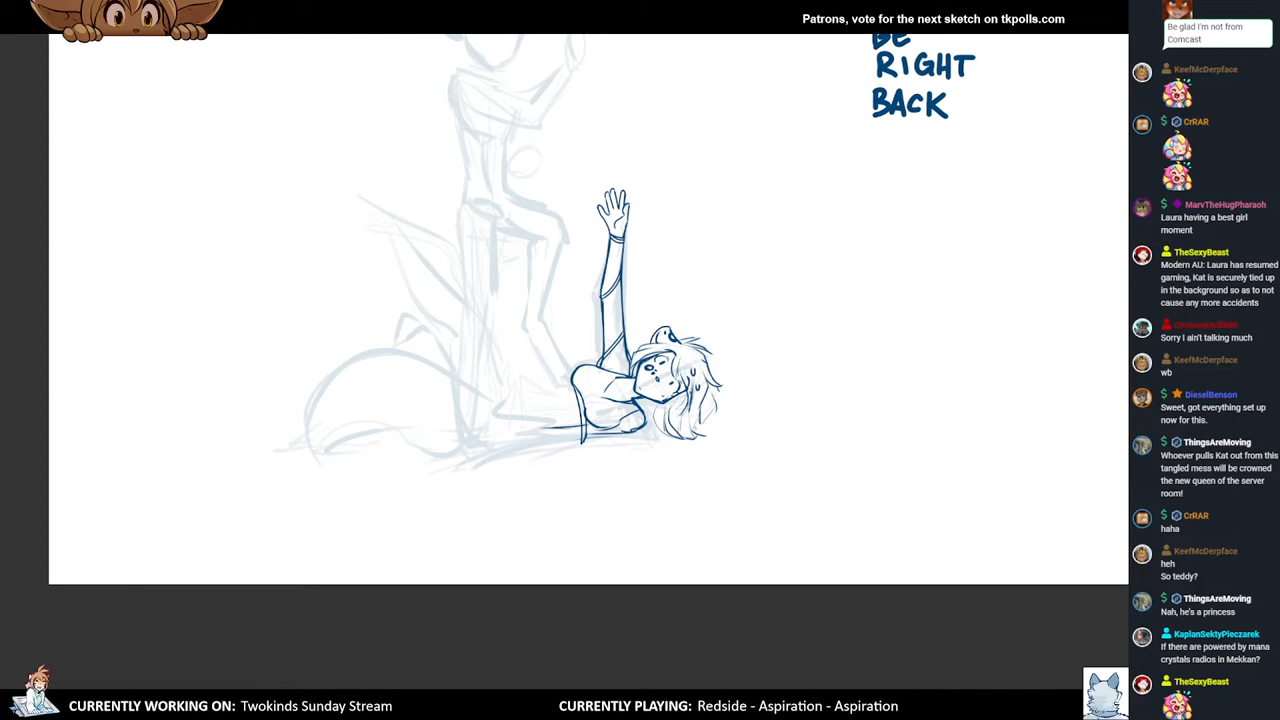 Patrons, vote for the next sketch on tkpolls.com
BE
RIGHT
BACK
Be glad I'm not from
Comcast
KeefMcDerpface
CrRAR
MarvTheHugPharaoh
Laura having a best girl
moment
TheSexyBeast
Modern AU: Laura has resumed
gaming, Kat is securely tied up
in the background so as to not
cause any more accidents
Sorry I ain't talking much
KeefMcDerpface
wb
DieselBenson
Sweet, got everything set up
now for this.
ThingsAreMoving
Whoever pulls Kat out from this
tangled mess will be crowned
the new queen of the server
room!
CrRAR
haha
KeefMcDerpface
heh
So teddy?
ThingsAreMoving
Nah, he's a princess
KaplanSektyPieczarek
If there are powered by mana
crystals radios in Mekkan?
TheSexyBeast
CURRENTLY WORKING ON: Twokinds Sunday Stream
CURRENTLY PLAYING: Redside - Aspiration - Aspiration